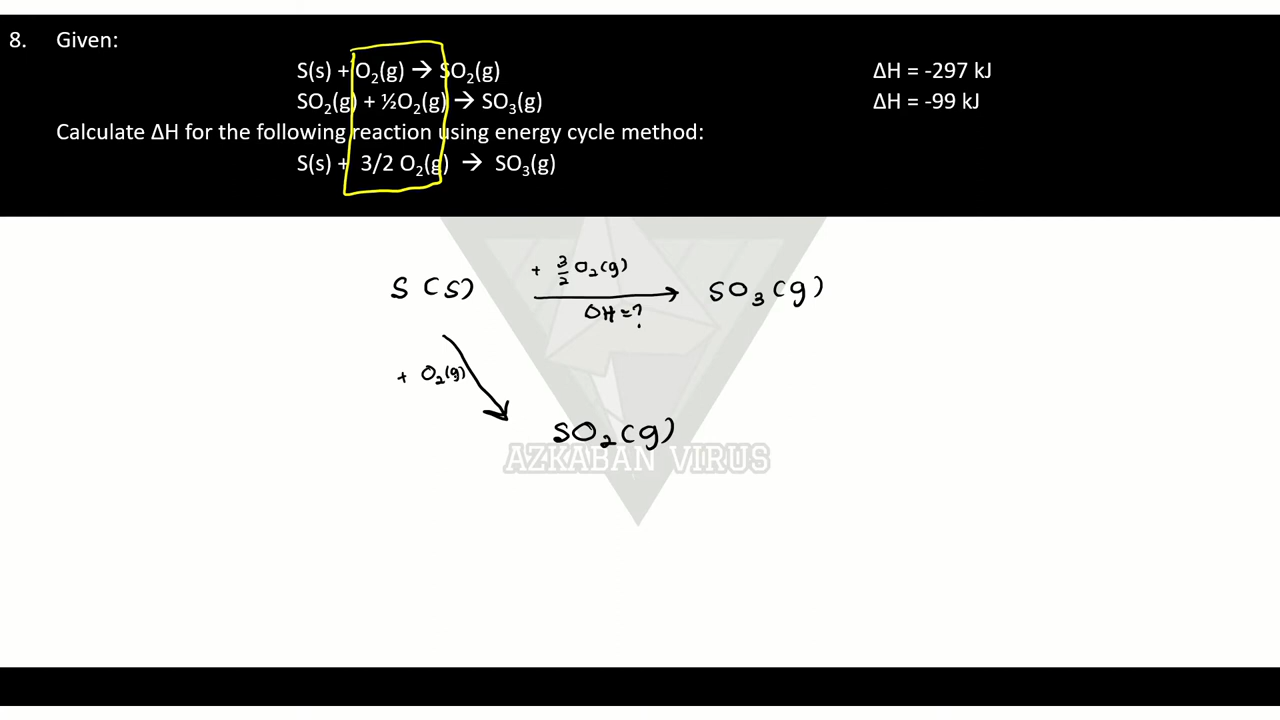 8. Given:
S(s) + O₂(g) → SO₂(g) ΔH = -297 kJ
SO₂(g) + ½O₂(g) → SO₃(g) ΔH = -99 kJ
Calculate ΔH for the following reaction using energy cycle method:
S(s) + 3/2 O₂(g) → SO₃(g)
+ 3/2 O₂(g)
S (s) → SO₃(g)
ΔH = ?
+ O₂(g)
SO₂(g)
AZKABAN VIRUS